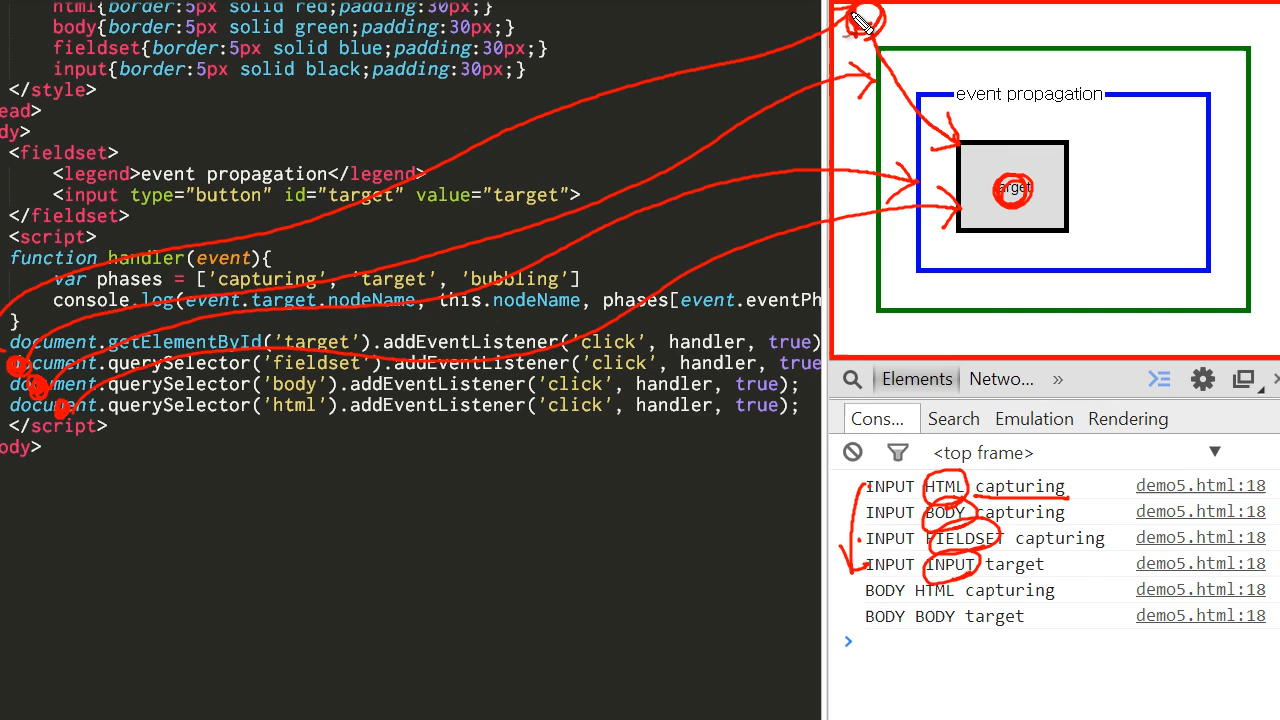 html{border:5px solid red;padding:30px;}
body{border:5px solid green;padding:30px;}
fieldset{border:5px solid blue;padding:30px;}
input{border:5px solid black;padding:30px;}
</style>
ead>
dy>
<fieldset>
<legend>event propagation</legend>
<input type="button" id="target" value="target">
</fieldset>
<script>
function handler(event){
var phases = ['capturing', 'target', 'bubbling']
console.log(event.target.nodeName, this.nodeName, phases[event.eventPh
}
document.getElementById('target').addEventListener('click', handler, true)
document.querySelector('fieldset').addEventListener('click', handler, true
document.querySelector('body').addEventListener('click', handler, true);
document.querySelector('html').addEventListener('click', handler, true);
</script>
ody>
event propagation
target
Elements Netwo... »
Cons... Search Emulation Rendering
<top frame> ▼
INPUT HTML capturing demo5.html:18
INPUT BODY capturing demo5.html:18
INPUT FIELDSET capturing demo5.html:18
INPUT INPUT target demo5.html:18
BODY HTML capturing demo5.html:18
BODY BODY target demo5.html:18
>